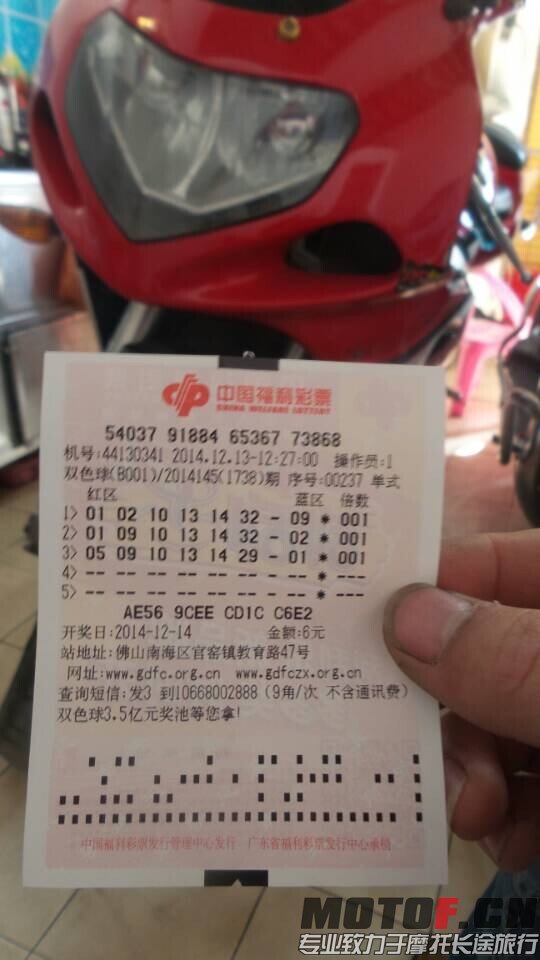 中国福利彩票
CHINA WELFARE LOTTERY
54037 91884 65367 73868
机号:44130341 2014.12.13-12:27:00 操作员:1
双色球(B001)/2014145(1738)期 序号:00237 单式
红区 蓝区 倍数
1> 01 02 10 13 14 32 - 09 * 001
2> 01 09 10 13 14 32 - 02 * 001
3> 05 09 10 13 14 29 - 01 * 001
4> -- -- -- -- -- -- - -- * ---
5> -- -- -- -- -- -- - -- * ---
AE56 9CEE CD1C C6E2
开奖日:2014-12-14 金额:6元
站地址:佛山南海区官窑镇教育路47号
网址:www.gdfc.org.cn www.gdfczx.org.cn
查询短信:发3 到10668002888 (9角/次 不含通讯费)
双色球3.5亿元奖池等您拿!
中国福利彩票发行管理中心发行 广东省福利彩票发行中心承销
MOTOF.CN
专业致力于摩托长途旅行